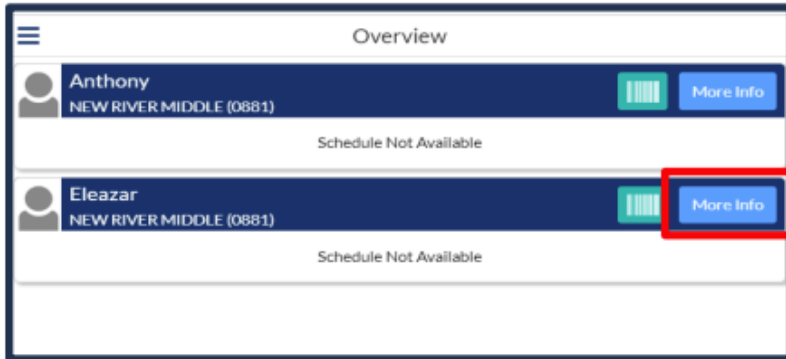 Overview
Anthony
NEW RIVER MIDDLE (0881)
More Info
Schedule Not Available
Eleazar
NEW RIVER MIDDLE (0881)
More Info
Schedule Not Available